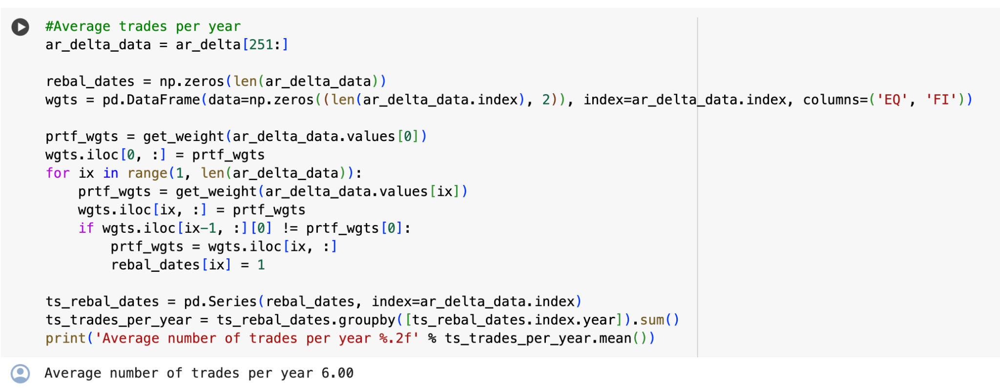 #Average trades per year
ar_delta_data = ar_delta[251:]
rebal_dates = np.zeros(len(ar_delta_data))
wgts = pd.DataFrame(data=np.zeros((len(ar_delta_data.index), 2)), index=ar_delta_data.index, columns=('EQ', 'FI'))
prtf_wgts = get_weight(ar_delta_data.values[0])
wgts.iloc[0, :] = prtf_wgts
for ix in range(1, len(ar_delta_data)):
    prtf_wgts = get_weight(ar_delta_data.values[ix])
    wgts.iloc[ix, :] = prtf_wgts
    if wgts.iloc[ix-1, :][0] != prtf_wgts[0]:
        prtf_wgts = wgts.iloc[ix, :]
        rebal_dates[ix] = 1
ts_rebal_dates = pd.Series(rebal_dates, index=ar_delta_data.index)
ts_trades_per_year = ts_rebal_dates.groupby([ts_rebal_dates.index.year]).sum()
print('Average number of trades per year %.2f' % ts_trades_per_year.mean())
Average number of trades per year 6.00